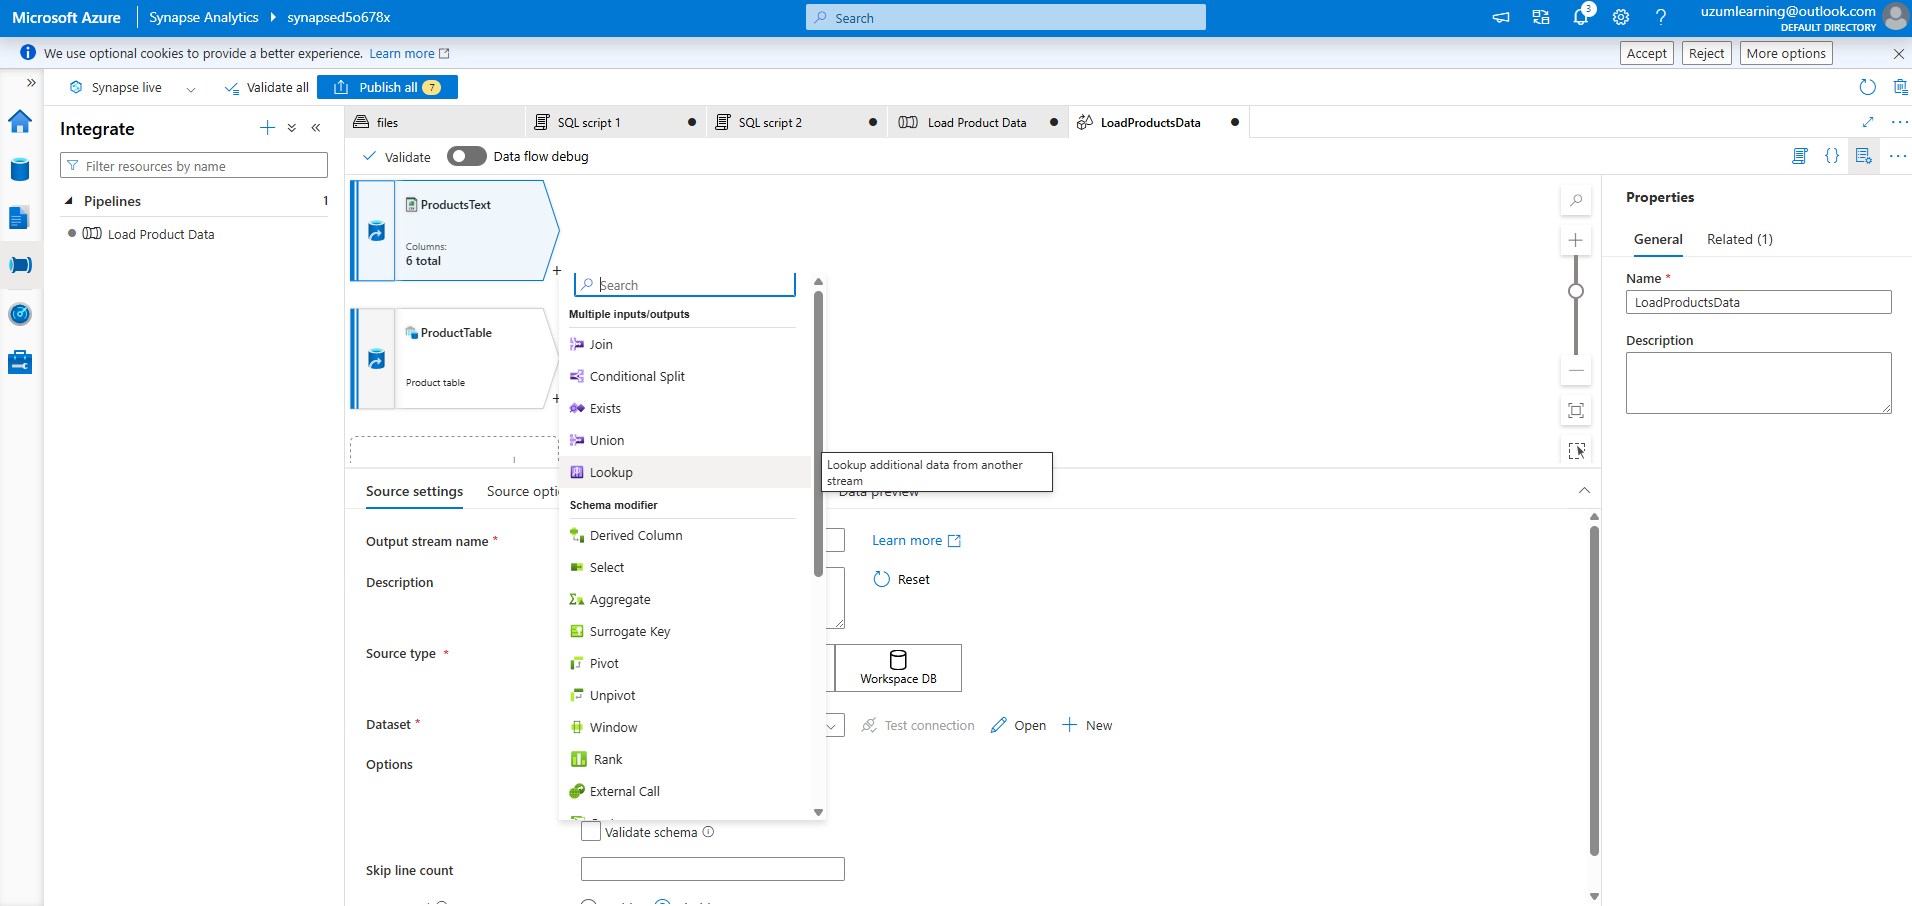 Microsoft Azure
Synapse Analytics
synapsed5o678x
Search
3
uzumlearning@outlook.com
DEFAULT DIRECTORY
We use optional cookies to provide a better experience. Learn more
Accept
Reject
More options
Synapse live
Validate all
Publish all 7
Integrate
files
SQL script 1
SQL script 2
Load Product Data
LoadProductsData
Filter resources by name
Validate
Data flow debug
Pipelines
1
Load Product Data
ProductsText
Columns:
6 total
ProductTable
Product table
Search
Multiple inputs/outputs
Join
Conditional Split
Exists
Union
Lookup
Lookup additional data from another
stream
Schema modifier
Derived Column
Select
Aggregate
Surrogate Key
Pivot
Unpivot
Window
Rank
External Call
Source settings
Source
Data preview
Output stream name *
Learn more
Description
Reset
Source type *
Workspace DB
Dataset *
Test connection
Open
New
Options
Validate schema
Skip line count
Properties
General
Related (1)
Name *
LoadProductsData
Description